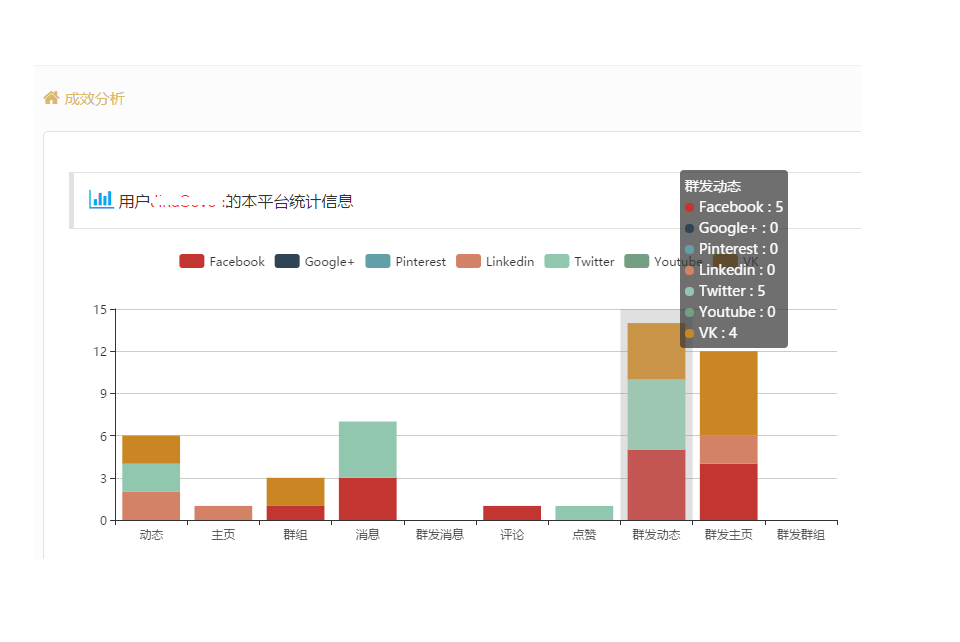 成效分析
用户 的本平台统计信息
Facebook Google+ Pinterest Linkedin Twitter Youtube VK
群发动态
Facebook : 5
Google+ : 0
Pinterest : 0
Linkedin : 0
Twitter : 5
Youtube : 0
VK : 4
15
12
9
6
3
0
动态 主页 群组 消息 群发消息 评论 点赞 群发动态 群发主页 群发群组